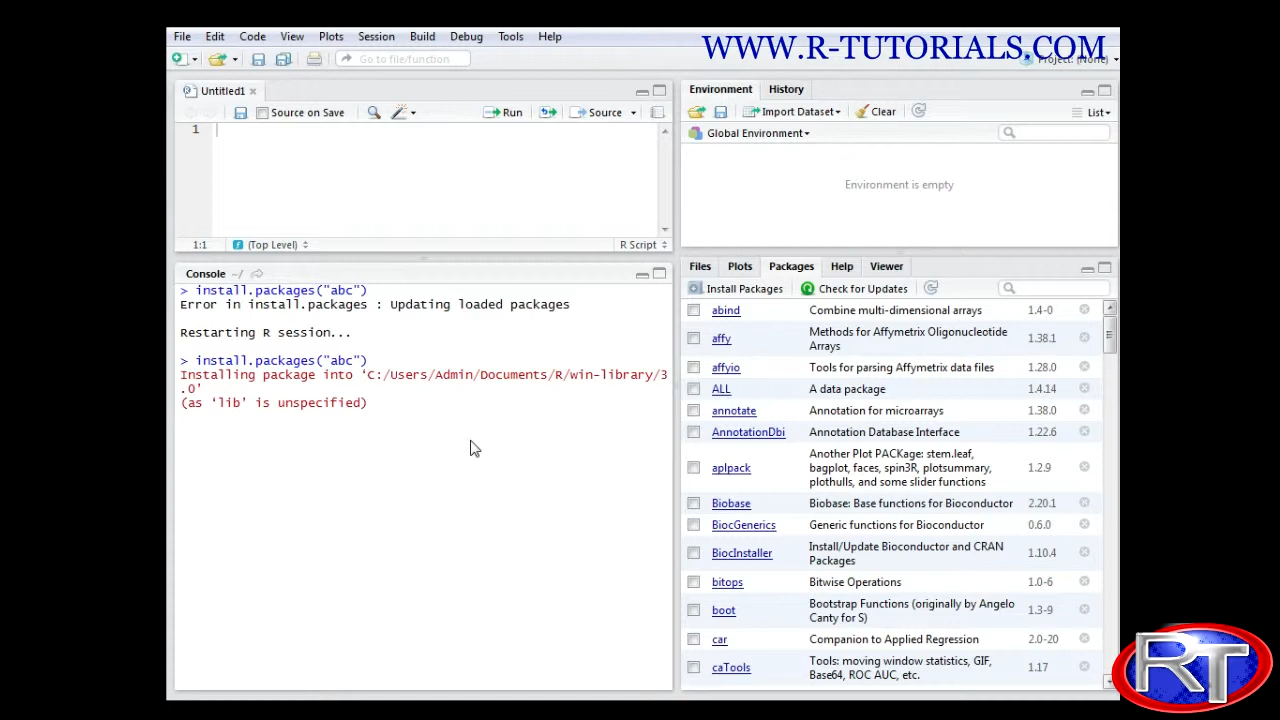 File Edit Code View Plots Session Build Debug Tools Help
WWW.R-TUTORIALS.COM
Go to file/function
Project: (None)
Untitled1
Source on Save
Run
Source
1
1:1
(Top Level)
R Script
Console ~/
> install.packages("abc")
Error in install.packages : Updating loaded packages
Restarting R session...
> install.packages("abc")
Installing package into ‘C:/Users/Admin/Documents/R/win-library/3
.0’
(as ‘lib’ is unspecified)
Environment History
Import Dataset Clear List
Global Environment
Environment is empty
Files Plots Packages Help Viewer
Install Packages Check for Updates
abind Combine multi-dimensional arrays 1.4-0
affy Methods for Affymetrix Oligonucleotide 1.38.1
Arrays
affyio Tools for parsing Affymetrix data files 1.28.0
ALL A data package 1.4.14
annotate Annotation for microarrays 1.38.0
AnnotationDbi Annotation Database Interface 1.22.6
Another Plot PACKage: stem.leaf,
aplpack bagplot, faces, spin3R, plotsummary, 1.2.9
plothulls, and some slider functions
Biobase Biobase: Base functions for Bioconductor 2.20.1
BiocGenerics Generic functions for Bioconductor 0.6.0
BiocInstaller Install/Update Bioconductor and CRAN 1.10.4
Packages
bitops Bitwise Operations 1.0-6
boot Bootstrap Functions (originally by Angelo 1.3-9
Canty for S)
car Companion to Applied Regression 2.0-20
caTools Tools: moving window statistics, GIF, 1.17
Base64, ROC AUC, etc.
RT